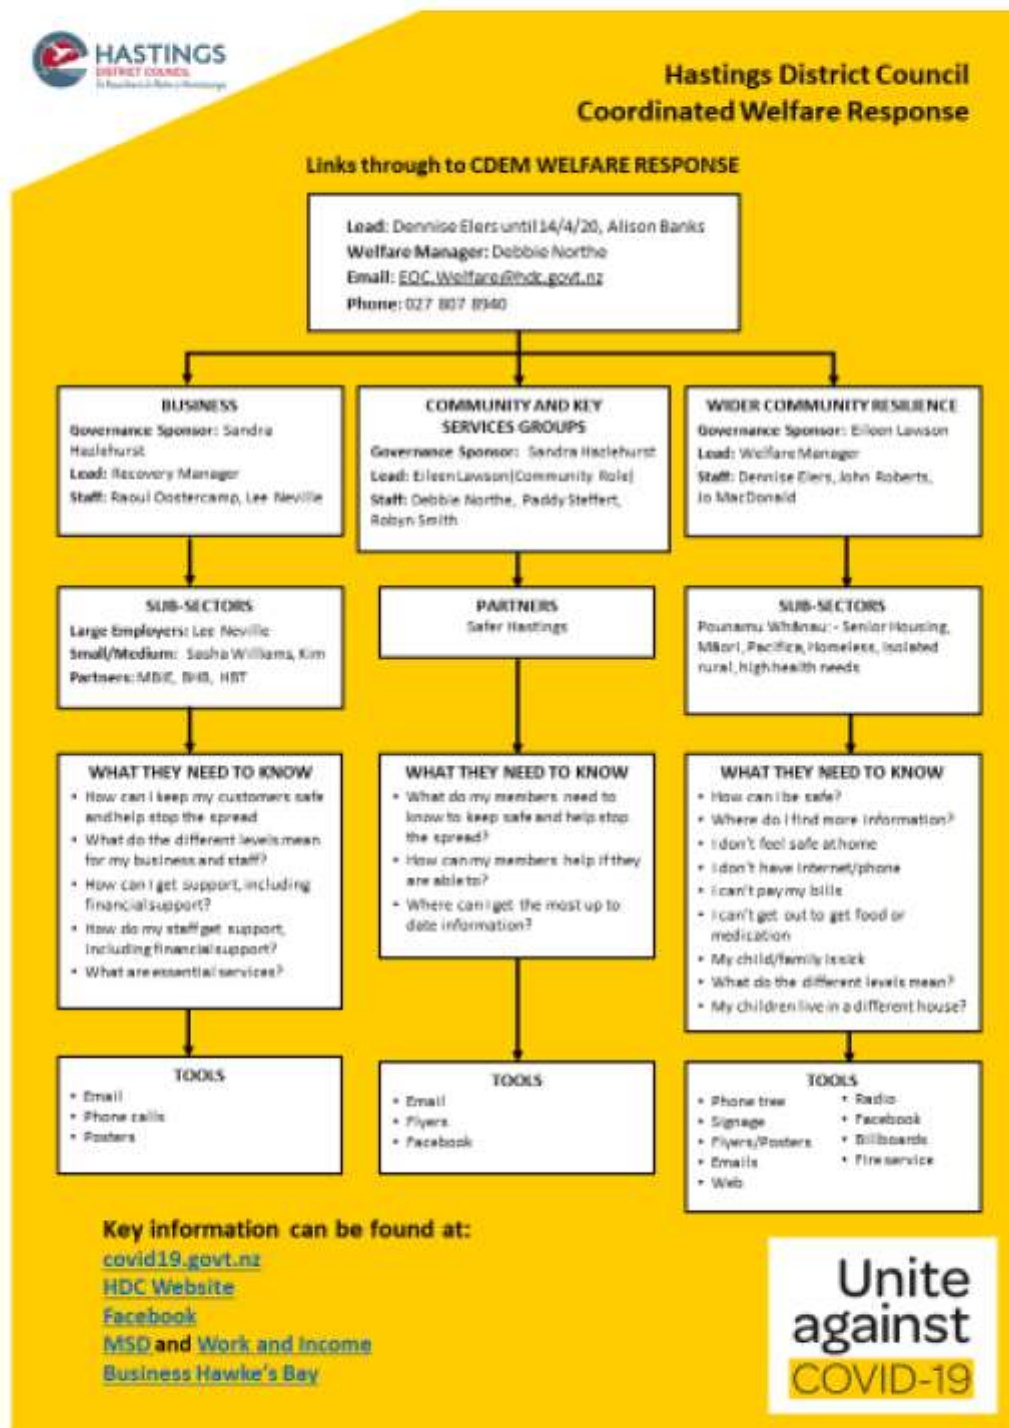 HASTINGS
DISTRICT COUNCIL
Hastings District Council
Coordinated Welfare Response
Links through to CDEM WELFARE RESPONSE
Lead: Dennise Elers until 14/4/20, Alison Banks
Welfare Manager: Debbie Northe
Email: EOC.Welfare@hdc.govt.nz
Phone: 027 807 8940
BUSINESS
Governance Sponsor: Sandra
Hazlehurst
Lead: Recovery Manager
Staff: Raoul Oostercamp, Lee Neville
COMMUNITY AND KEY
SERVICES GROUPS
Governance Sponsor: Sandra Hazlehurst
Lead: Eileen Lawson(Community Role)
Staff: Debbie Northe, Paddy Steffert,
Robyn Smith
WIDER COMMUNITY RESILIENCE
Governance Sponsor: Eileen Lawson
Lead: Welfare Manager
Staff: Dennise Elers, John Roberts,
Jo MacDonald
SUB-SECTORS
Large Employers: Lee Neville
Small/Medium: Sasha Williams, Kim
Partners: MBIE, BHB, HBT
PARTNERS
Safer Hastings
SUB-SECTORS
Pounamu Whānau: - Senior Housing,
Māori, Pacifica, Homeless, isolated
rural, high health needs
WHAT THEY NEED TO KNOW
• How can I keep my customers safe
and help stop the spread
• What do the different levels mean
for my business and staff?
• How can I get support, including
financial support?
• How do my staff get support,
including financial support?
• What are essential services?
WHAT THEY NEED TO KNOW
• What do my members need to
know to keep safe and help stop
the spread?
• How can my members help if they
are able to?
• Where can I get the most up to
date information?
WHAT THEY NEED TO KNOW
• How can I be safe?
• Where do I find more information?
• I don't feel safe at home
• I don't have internet/phone
• I can't pay my bills
• I can't get out to get food or
medication
• My child/family is sick
• What do the different levels mean?
• My children live in a different house?
TOOLS
• Email
• Phone calls
• Posters
TOOLS
• Email
• Flyers
• Facebook
TOOLS
• Phone tree
• Signage
• Flyers/Posters
• Emails
• Web
• Radio
• Facebook
• Billboards
• Fire service
Key information can be found at:
covid19.govt.nz
HDC Website
Facebook
MSD and Work and Income
Business Hawke's Bay
Unite
against
COVID-19